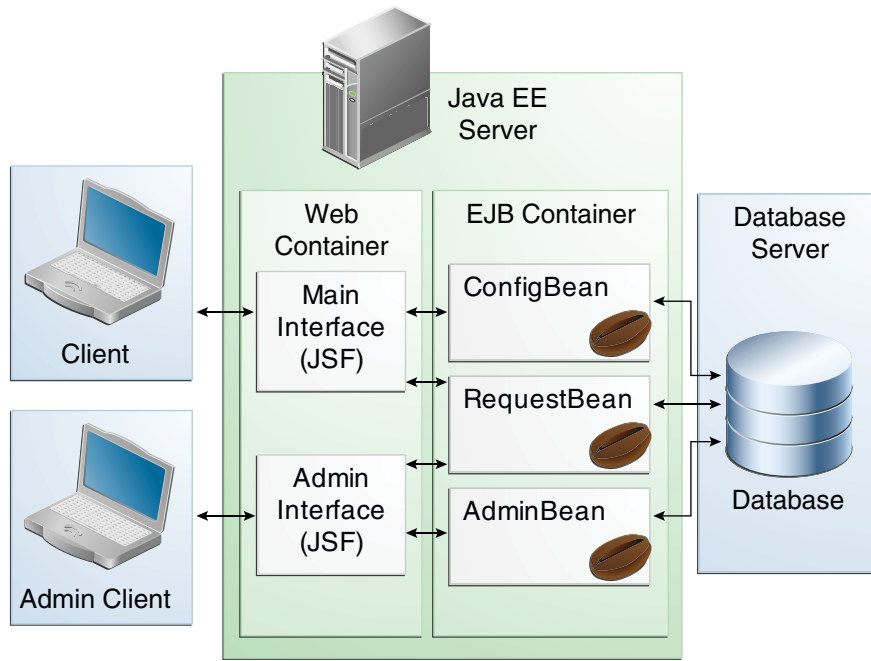 Java EE
Server
Web
Container
EJB Container
Database
Server
Main
Interface
(JSF)
ConfigBean
Client
RequestBean
Admin
Interface
(JSF)
AdminBean
Database
Admin Client